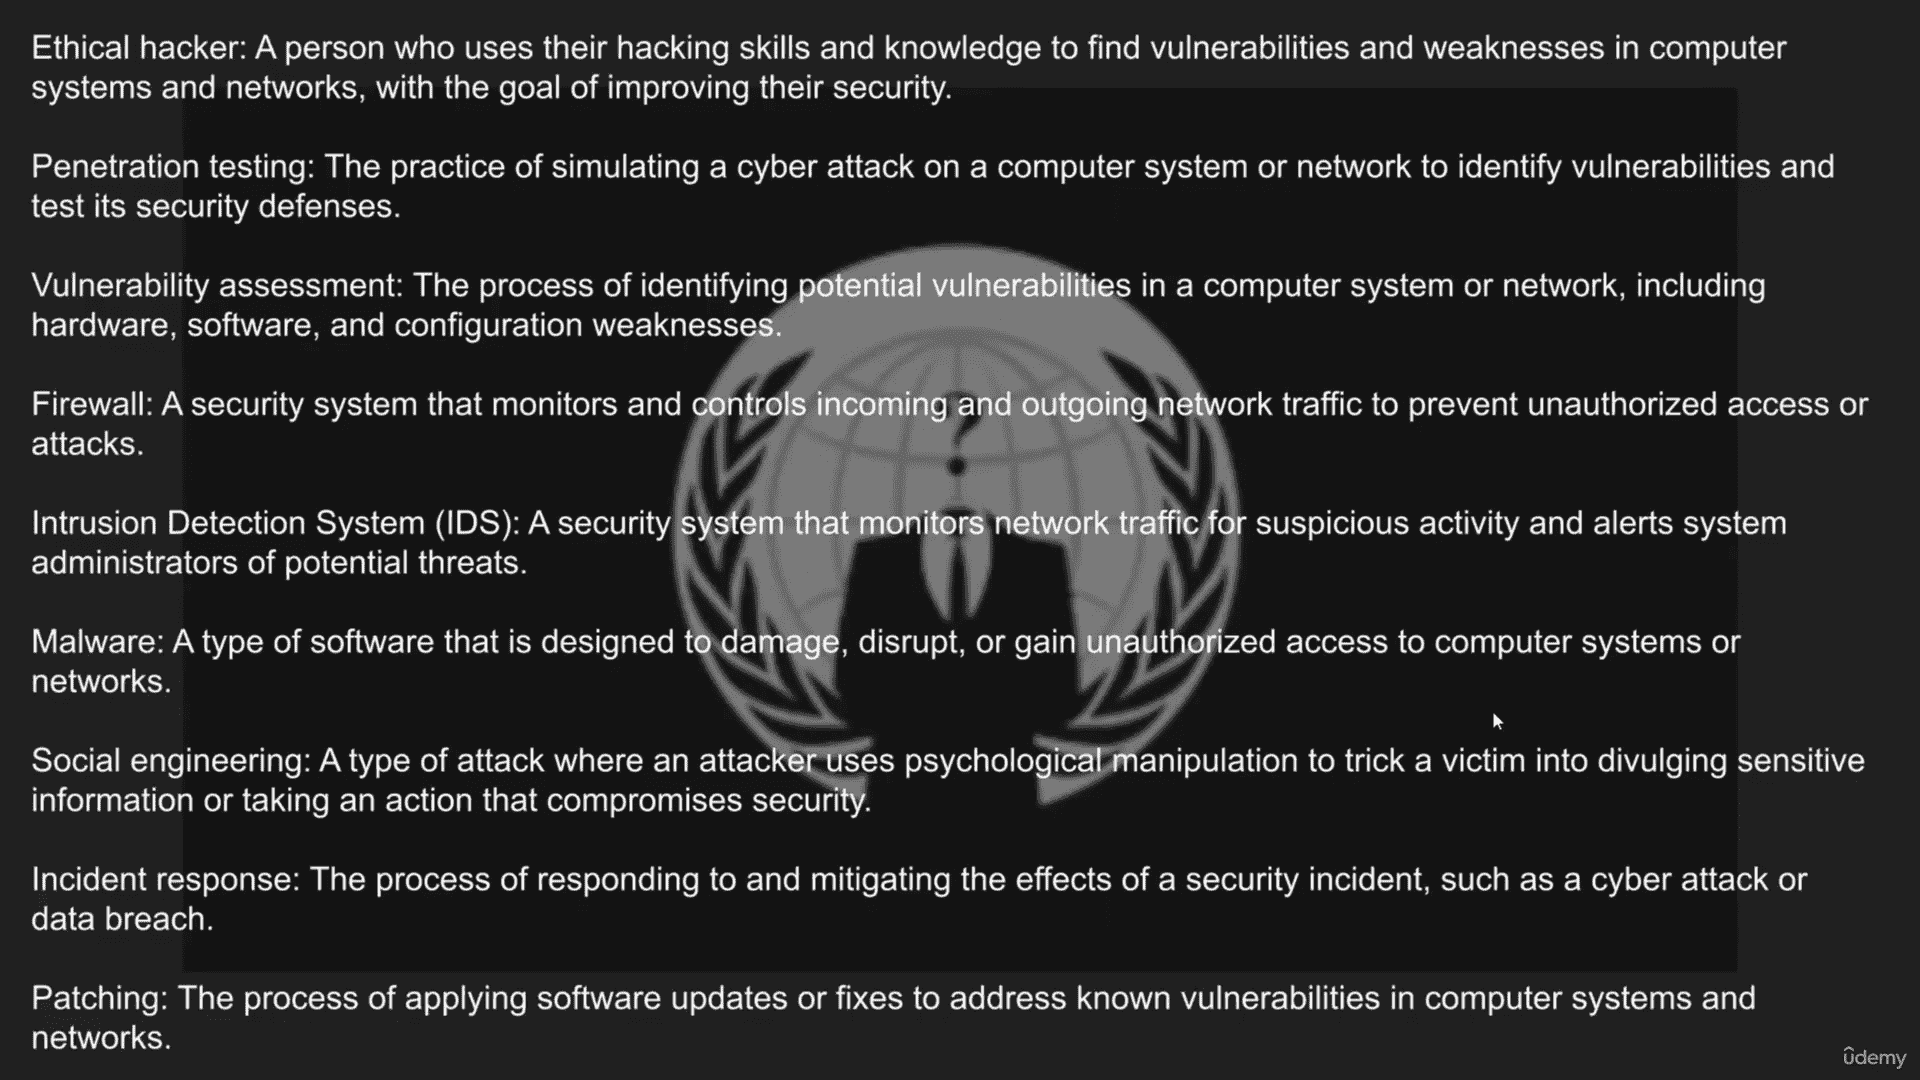 Ethical hacker: A person who uses their hacking skills and knowledge to find vulnerabilities and weaknesses in computer
systems and networks, with the goal of improving their security.
Penetration testing: The practice of simulating a cyber attack on a computer system or network to identify vulnerabilities and
test its security defenses.
Vulnerability assessment: The process of identifying potential vulnerabilities in a computer system or network, including
hardware, software, and configuration weaknesses.
Firewall: A security system that monitors and controls incoming and outgoing network traffic to prevent unauthorized access or
attacks.
?
Intrusion Detection System (IDS): A security system that monitors network traffic for suspicious activity and alerts system
administrators of potential threats.
Malware: A type of software that is designed to damage, disrupt, or gain unauthorized access to computer systems or
networks.
Social engineering: A type of attack where an attacker uses psychological manipulation to trick a victim into divulging sensitive
information or taking an action that compromises security.
Incident response: The process of responding to and mitigating the effects of a security incident, such as a cyber attack or
data breach.
Patching: The process of applying software updates or fixes to address known vulnerabilities in computer systems and
networks.
ûdemy